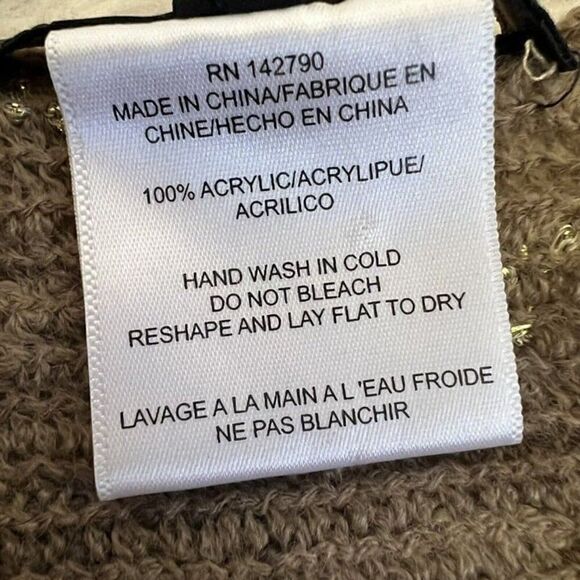 RN 142790
MADE IN CHINA/FABRIQUE EN
CHINE/HECHO EN CHINA
100% ACRYLIC/ACRYLIPUE/
ACRILICO
HAND WASH IN COLD
DO NOT BLEACH
RESHAPE AND LAY FLAT TO DRY
LAVAGE A LA MAIN A L 'EAU FROIDE
NE PAS BLANCHIR